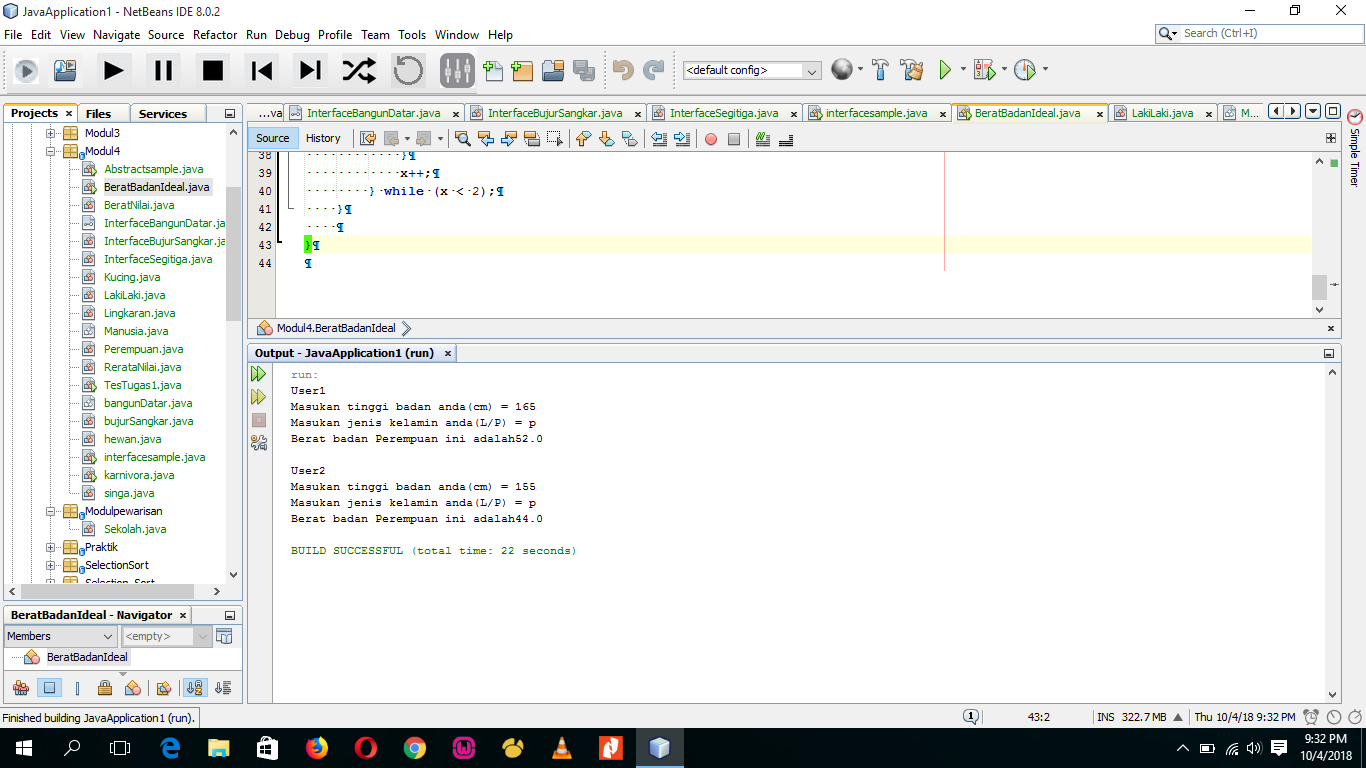 JavaApplication1 - NetBeans IDE 8.0.2
File Edit View Navigate Source Refactor Run Debug Profile Team Tools Window Help
Search (Ctrl+I)
<default config>
Projects × Files Services
...va InterfaceBangunDatar.java × InterfaceBujurSangkar.java × InterfaceSegitiga.java × interfacesample.java × BeratBadanIdeal.java × LakiLaki.java × M...
Source History
Simple Timer
Modul3
Modul4
Abstractsample.java
BeratBadanIdeal.java
BeratNilai.java
InterfaceBangunDatar.ja
InterfaceBujurSangkar.ja
InterfaceSegitiga.java
Kucing.java
LakiLaki.java
Lingkaran.java
Manusia.java
Perempuan.java
RerataNilai.java
TesTugas1.java
bangunDatar.java
bujurSangkar.java
hewan.java
interfacesample.java
karnivora.java
singa.java
Modulpewarisan
Sekolah.java
Praktik
SelectionSort
Selection_Sort
38 ············}¶
39 ············x++;¶
40 ········}·while·(x·<·2);¶
41 ····}¶
42 ····¶
43 }¶
44 ¶
Modul4.BeratBadanIdeal
Output - JavaApplication1 (run) ×
run:
User1
Masukan tinggi badan anda(cm) = 165
Masukan jenis kelamin anda(L/P) = p
Berat badan Perempuan ini adalah52.0
User2
Masukan tinggi badan anda(cm) = 155
Masukan jenis kelamin anda(L/P) = p
Berat badan Perempuan ini adalah44.0
BUILD SUCCESSFUL (total time: 22 seconds)
BeratBadanIdeal - Navigator ×
Members <empty>
BeratBadanIdeal
Finished building JavaApplication1 (run).
1 43:2 INS 322.7 MB Thu 10/4/18 9:32 PM
9:32 PM
10/4/2018